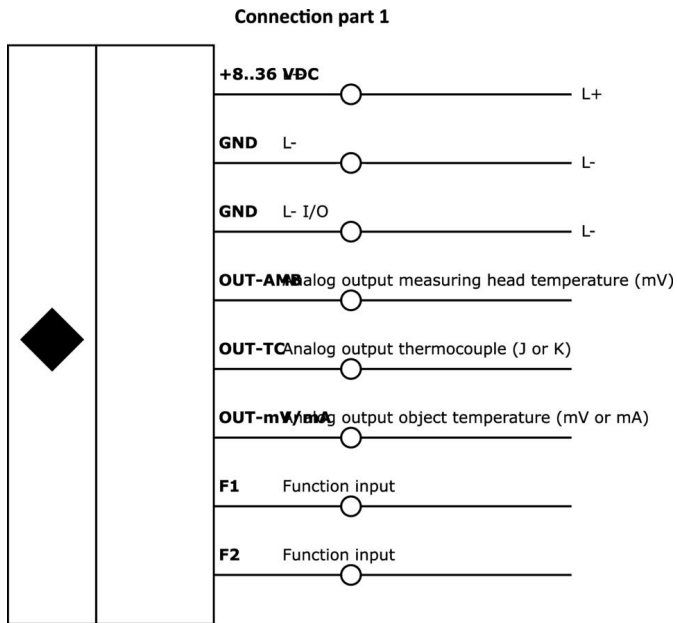 Connection part 1
+8..36 VDC L+
L+
GND L-
L-
GND L- I/O
L-
OUT-AMB Analog output measuring head temperature (mV)
OUT-TC Analog output thermocouple (J or K)
OUT-mV/mA Analog output object temperature (mV or mA)
F1 Function input
F2 Function input